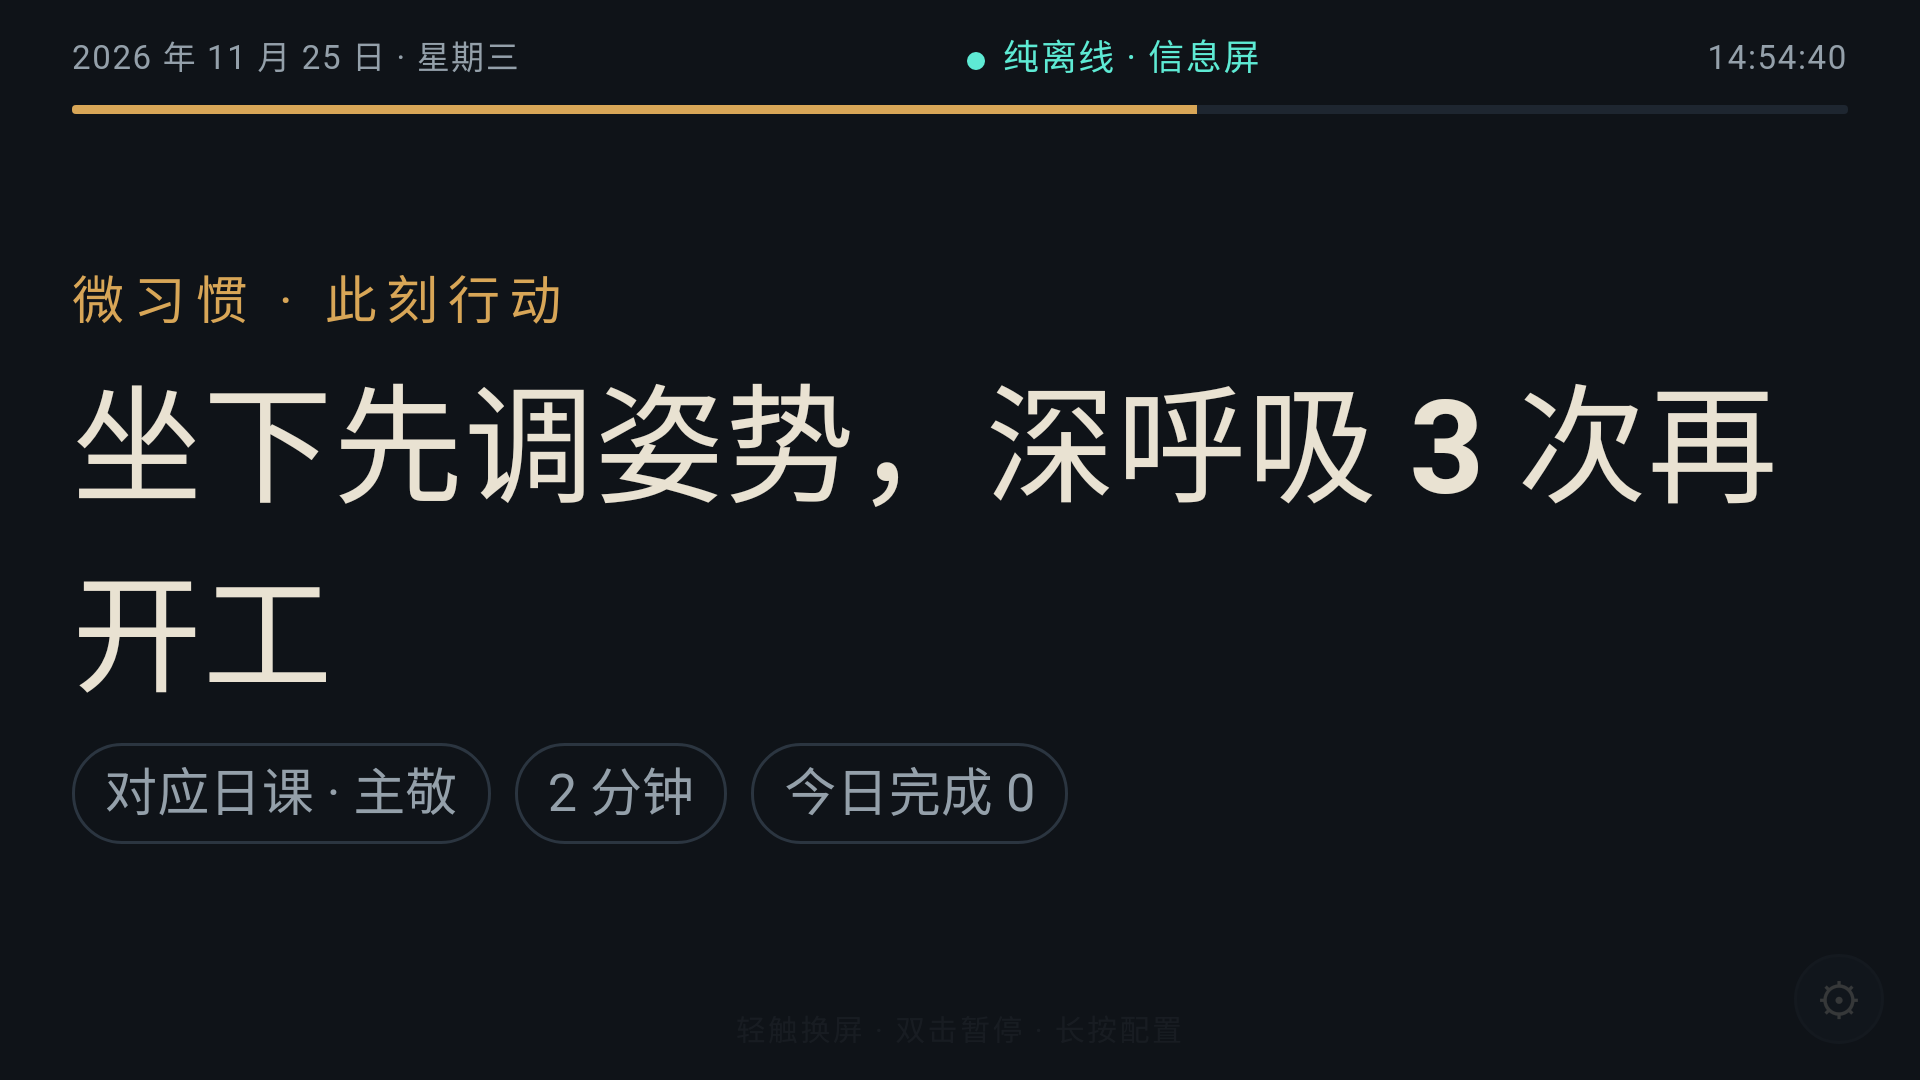 2026 年 11 月 25 日 · 星期三
纯离线 · 信息屏
14:54:40
微习惯 · 此刻行动
坐下先调姿势，深呼吸 3 次再
开工
对应日课 · 主敬
2 分钟
今日完成 0
轻触换屏 · 双击暂停 · 长按配置